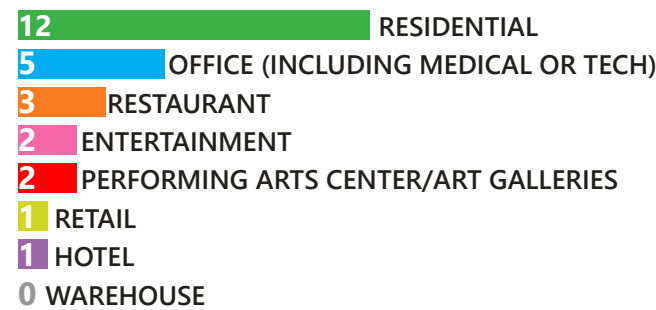 12 RESIDENTIAL
5 OFFICE (INCLUDING MEDICAL OR TECH)
3 RESTAURANT
2 ENTERTAINMENT
2 PERFORMING ARTS CENTER/ART GALLERIES
1 RETAIL
1 HOTEL
0 WAREHOUSE